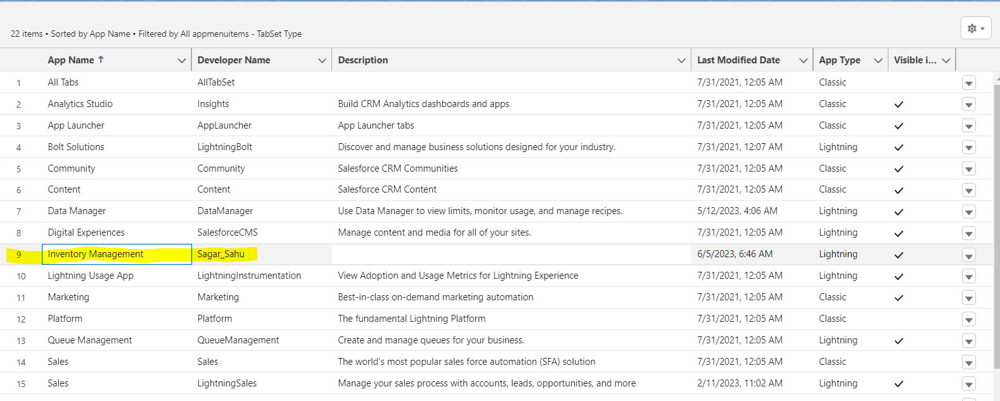 22 items • Sorted by App Name • Filtered by All appmenuitems - TabSet Type
App Name ↑ Developer Name Description Last Modified Date App Type Visible i...
1 All Tabs AllTabSet 7/31/2021, 12:05 AM Classic
2 Analytics Studio Insights Build CRM Analytics dashboards and apps 7/31/2021, 12:05 AM Classic
3 App Launcher AppLauncher App Launcher tabs 7/31/2021, 12:05 AM Classic
4 Bolt Solutions LightningBolt Discover and manage business solutions designed for your industry. 7/31/2021, 12:07 AM Lightning
5 Community Community Salesforce CRM Communities 7/31/2021, 12:05 AM Classic
6 Content Content Salesforce CRM Content 7/31/2021, 12:05 AM Classic
7 Data Manager DataManager Use Data Manager to view limits, monitor usage, and manage recipes. 5/12/2023, 4:06 AM Lightning
8 Digital Experiences SalesforceCMS Manage content and media for all of your sites. 7/31/2021, 12:05 AM Lightning
9 Inventory Management Sagar_Sahu 6/5/2023, 6:46 AM Lightning
10 Lightning Usage App LightningInstrumentation View Adoption and Usage Metrics for Lightning Experience 7/31/2021, 12:05 AM Lightning
11 Marketing Marketing Best-in-class on-demand marketing automation 7/31/2021, 12:05 AM Classic
12 Platform Platform The fundamental Lightning Platform 7/31/2021, 12:05 AM Classic
13 Queue Management QueueManagement Create and manage queues for your business. 7/31/2021, 12:05 AM Lightning
14 Sales Sales The world's most popular sales force automation (SFA) solution 7/31/2021, 12:05 AM Classic
15 Sales LightningSales Manage your sales process with accounts, leads, opportunities, and more 2/11/2023, 11:02 AM Lightning